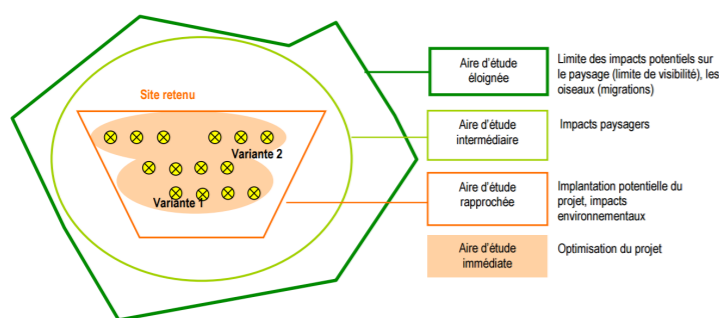 Site retenu
Variante 2
Variante 1
Aire d'étude
éloignée
Limite des impacts potentiels sur
le paysage (limite de visibilité), les
oiseaux (migrations)
Aire d'étude
intermédiaire
Impacts paysagers
Aire d'étude
rapprochée
Implantation potentielle du
projet, impacts
environnementaux
Aire d'étude
immédiate
Optimisation du projet